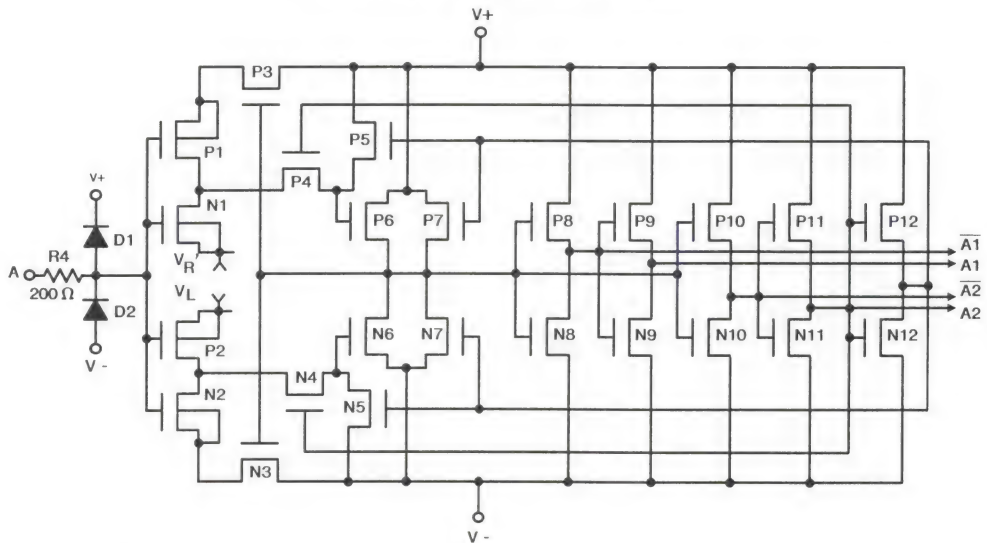 V+
P3
P5
P1
P4
V+
N1
P6
P7
P8
P9
P10
P11
P12
D1
A1
A
R4
V_R
A1
200 Ω
V_L
A2
D2
A2
P2
N6
N7
N8
N9
N10
N11
N12
V -
N4
N2
N5
N3
V -